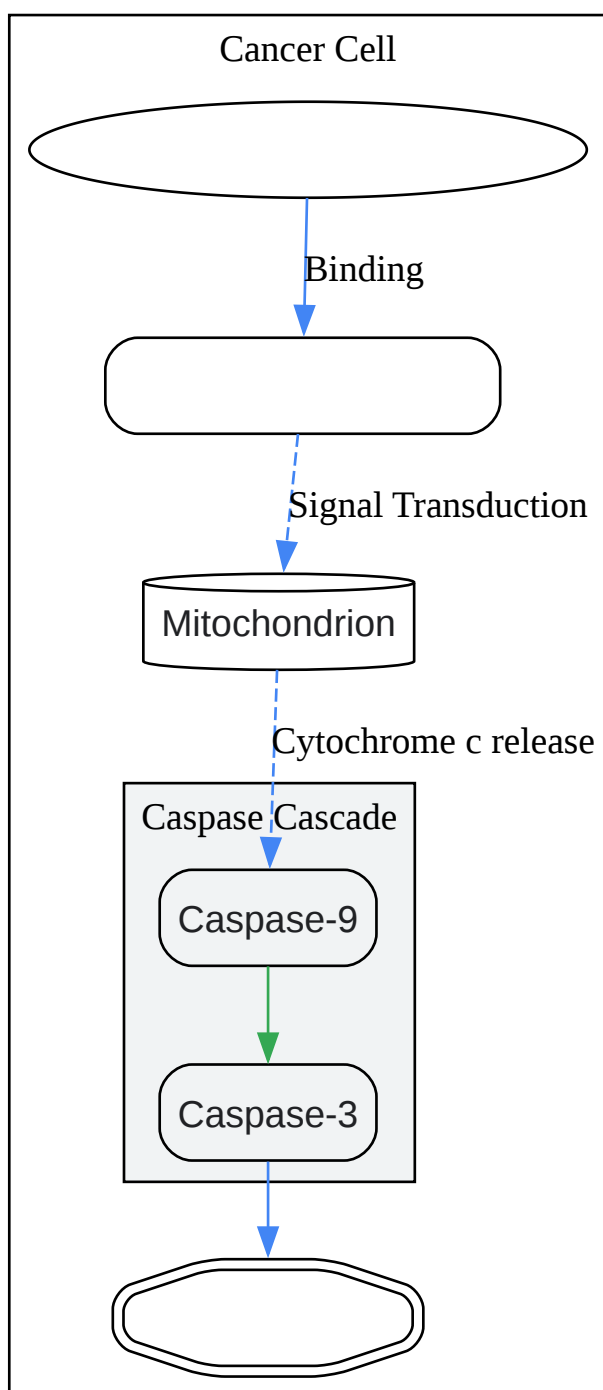 Cancer Cell
Binding
Signal Transduction
Mitochondrion
Cytochrome c release
Caspase Cascade
Caspase-9
Caspase-3